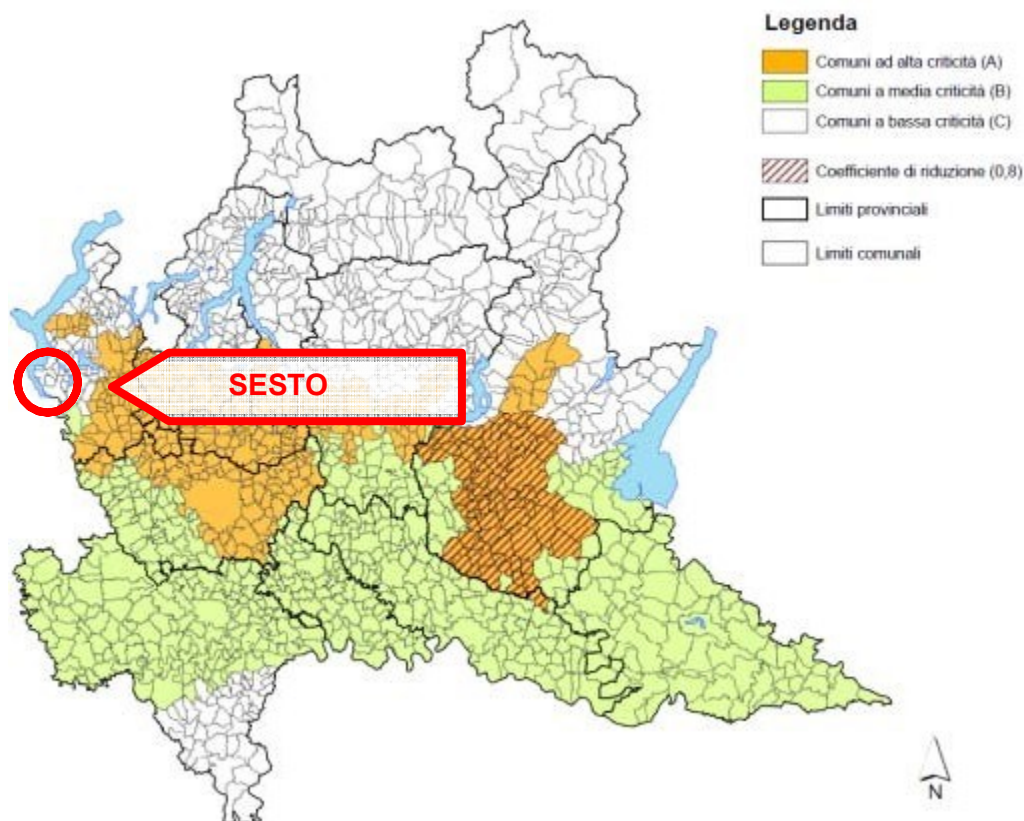 Legenda
Comuni ad alta criticità (A)
Comuni a media criticità (B)
Comuni a bassa criticità (C)
Coefficiente di riduzione (0,8)
Limiti provinciali
Limiti comunali
SESTO
N